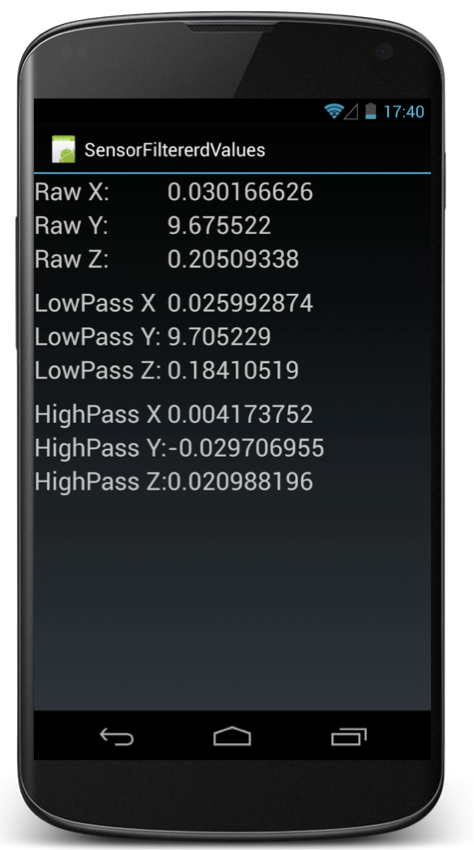 17:40
SensorFiltererdValues
Raw X: 0.030166626
Raw Y: 9.675522
Raw Z: 0.20509338
LowPass X 0.025992874
LowPass Y: 9.705229
LowPass Z: 0.18410519
HighPass X 0.004173752
HighPass Y:-0.029706955
HighPass Z:0.020988196